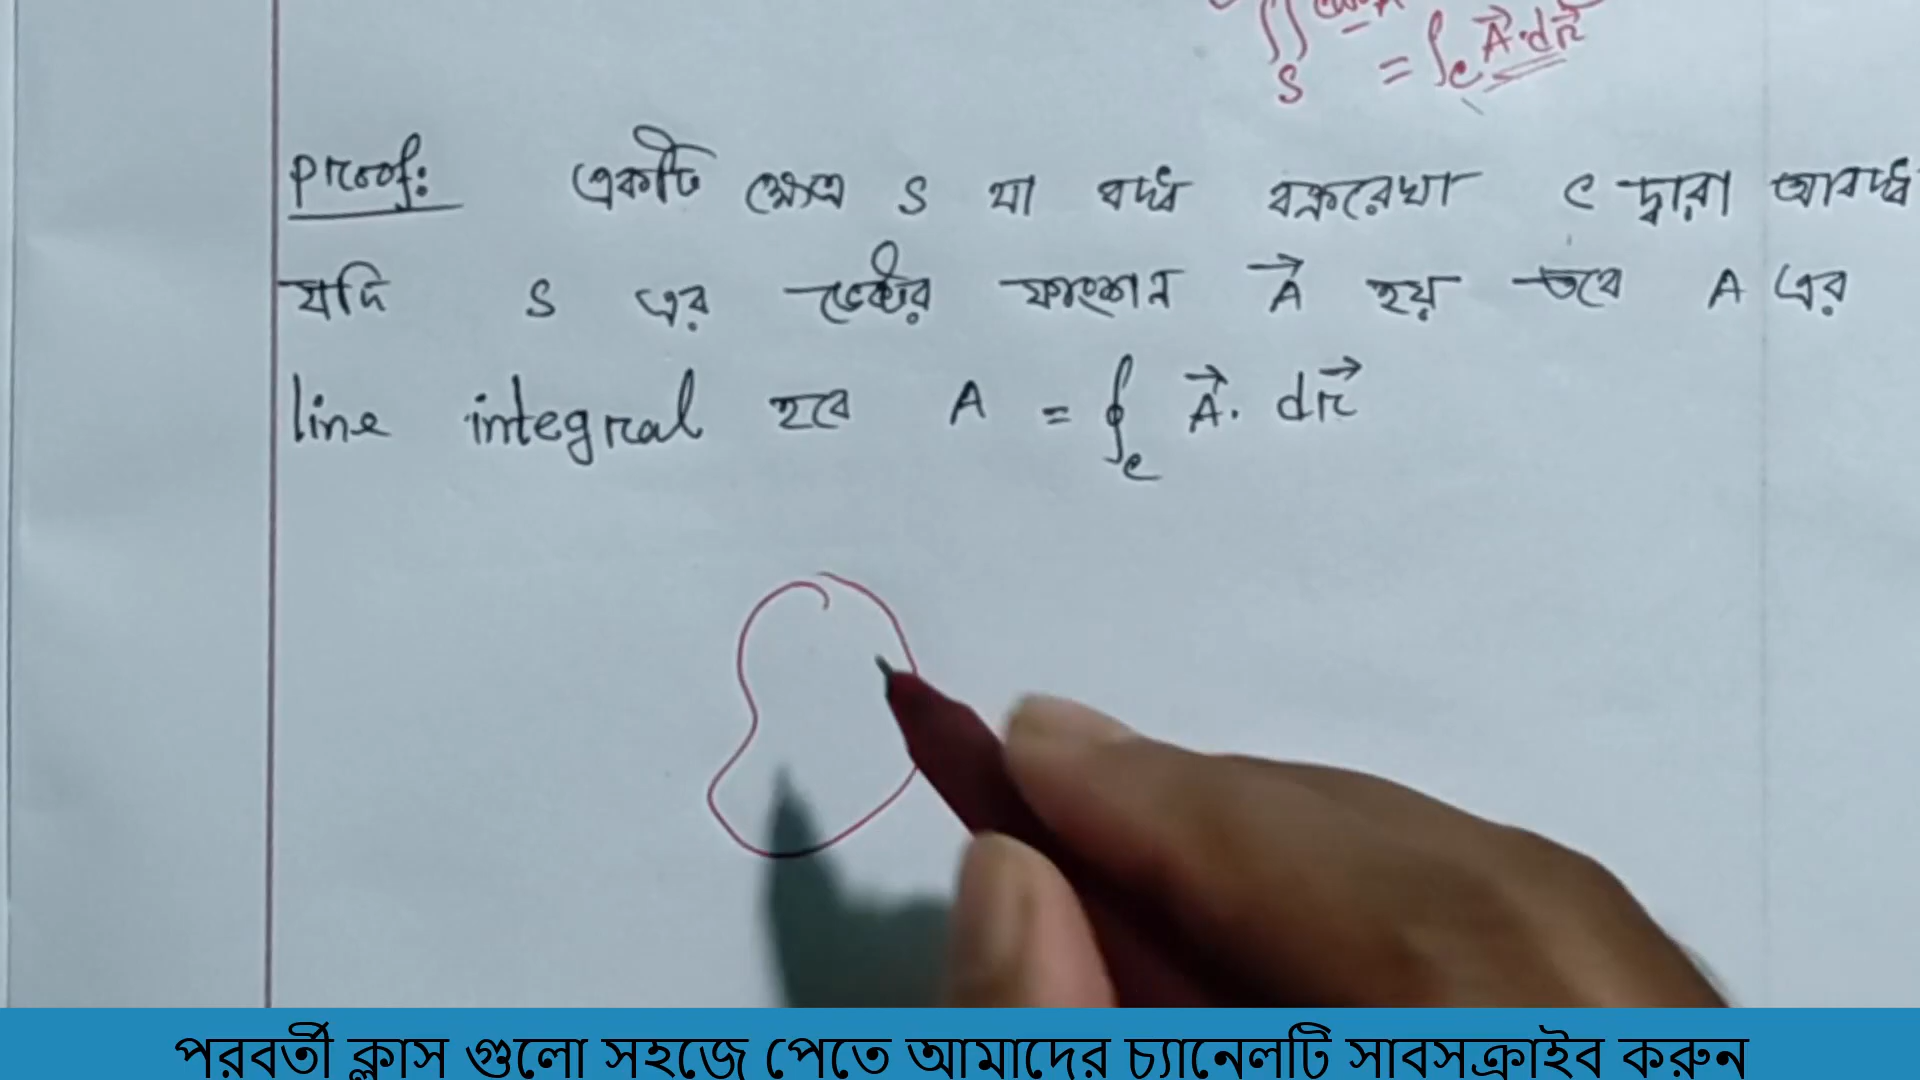 ∬
S = ∫c A⃗·dr⃗
Proof: একটি ক্ষেত্র S যা বদ্ধ বক্ররেখা c দ্বারা আবদ্ধ
যদি S এর ভেক্টর ফাংশন A⃗ হয় তবে A এর
line integral হবে A = ∮c A⃗. dr⃗
পরবর্তী ক্লাস গুলো সহজে পেতে আমাদের চ্যানেলটি সাবসক্রাইব করুন